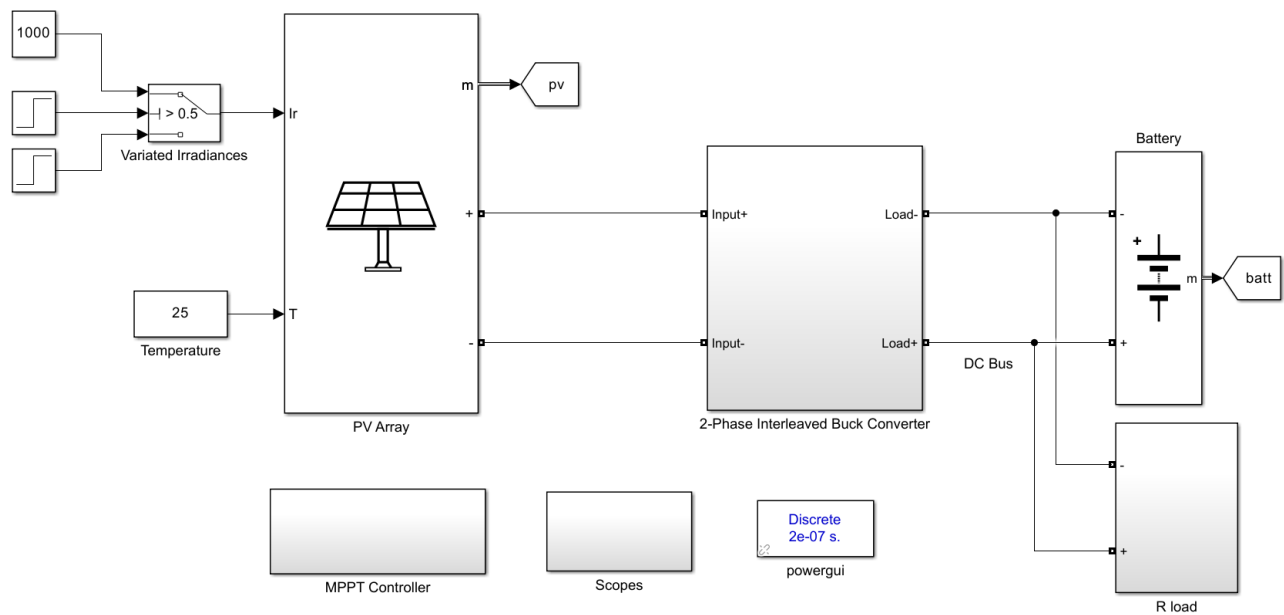 1000
> 0.5
Variated Irradiances
Ir
m
pv
+
T
-
25
Temperature
PV Array
Input+
Load-
Input-
Load+
2-Phase Interleaved Buck Converter
DC Bus
Battery
-
+
m
batt
+
-
+
R load
MPPT Controller
Scopes
Discrete
2e-07 s.
powergui